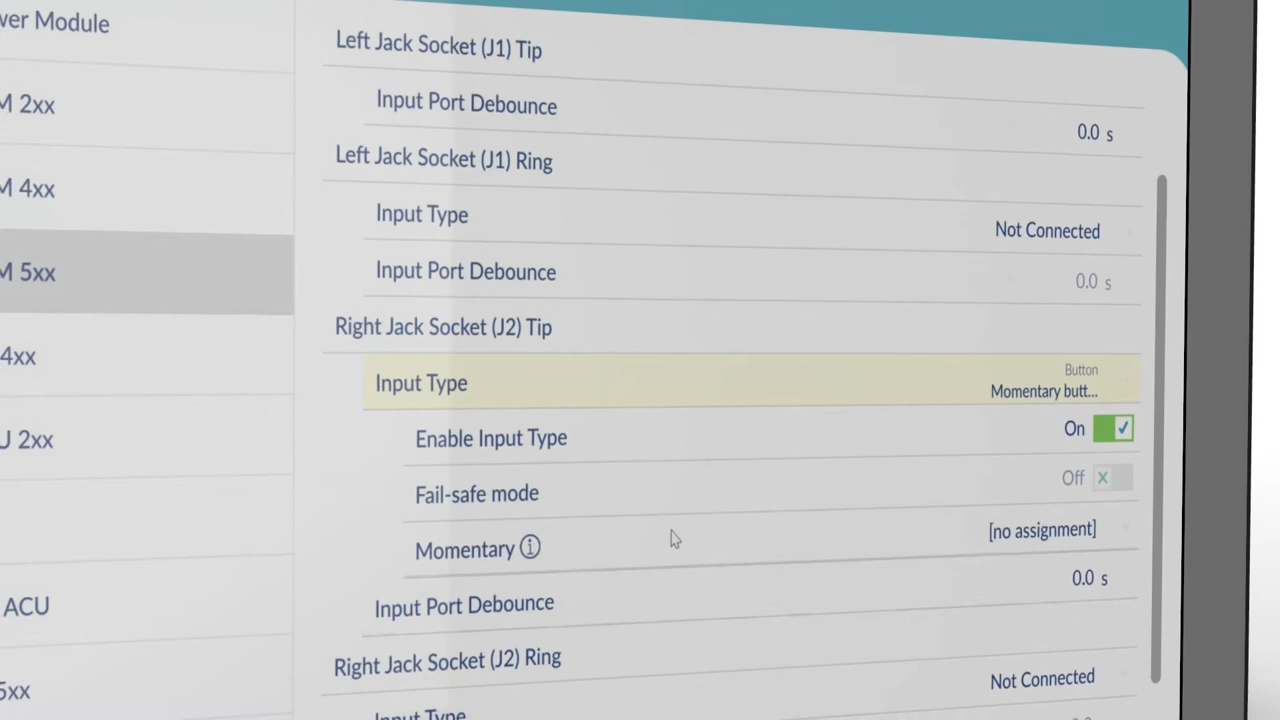 ver Module
M 2xx
M 4xx
M 5xx
4xx
U 2xx
ACU
5xx
Left Jack Socket (J1) Tip
Input Port Debounce
0.0 s
Left Jack Socket (J1) Ring
Input Type
Not Connected
Input Port Debounce
0.0 s
Right Jack Socket (J2) Tip
Input Type
Button
Momentary butt...
Enable Input Type
On
Fail-safe mode
Off
Momentary
[no assignment]
Input Port Debounce
0.0 s
Right Jack Socket (J2) Ring
Not Connected
Input Type